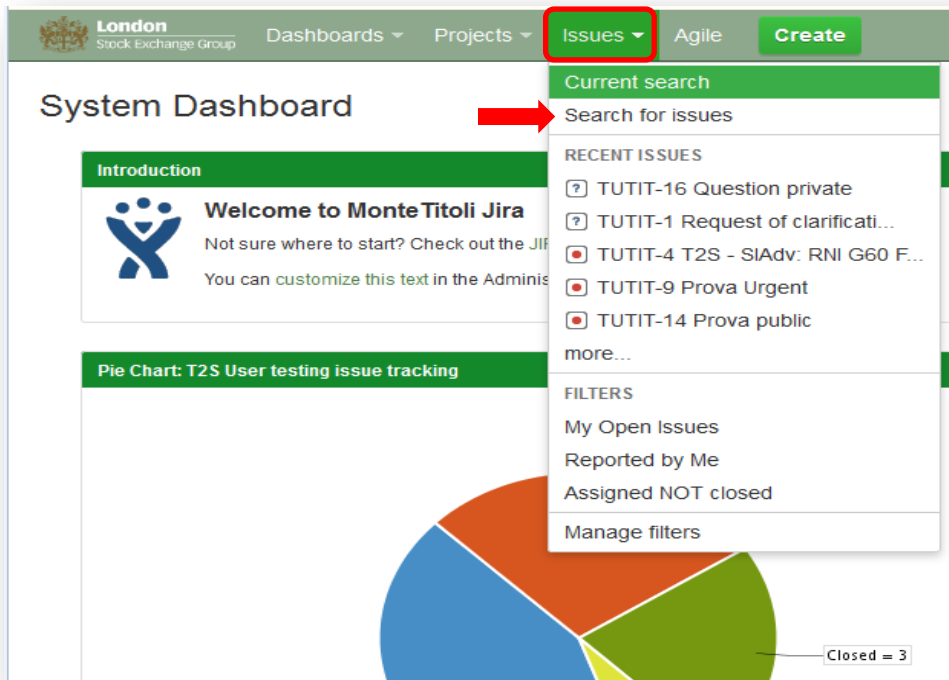 London
Stock Exchange Group
Dashboards Projects Issues Agile Create
System Dashboard
Current search
Search for issues
RECENT ISSUES
TUTIT-16 Question private
TUTIT-1 Request of clarificati...
TUTIT-4 T2S - SIAdv: RNI G60 F...
TUTIT-9 Prova Urgent
TUTIT-14 Prova public
more...
FILTERS
My Open Issues
Reported by Me
Assigned NOT closed
Manage filters
Introduction
Welcome to MonteTitoli Jira
Not sure where to start? Check out the
You can customize this text in the
Pie Chart: T2S User testing issue tracking
Closed = 3